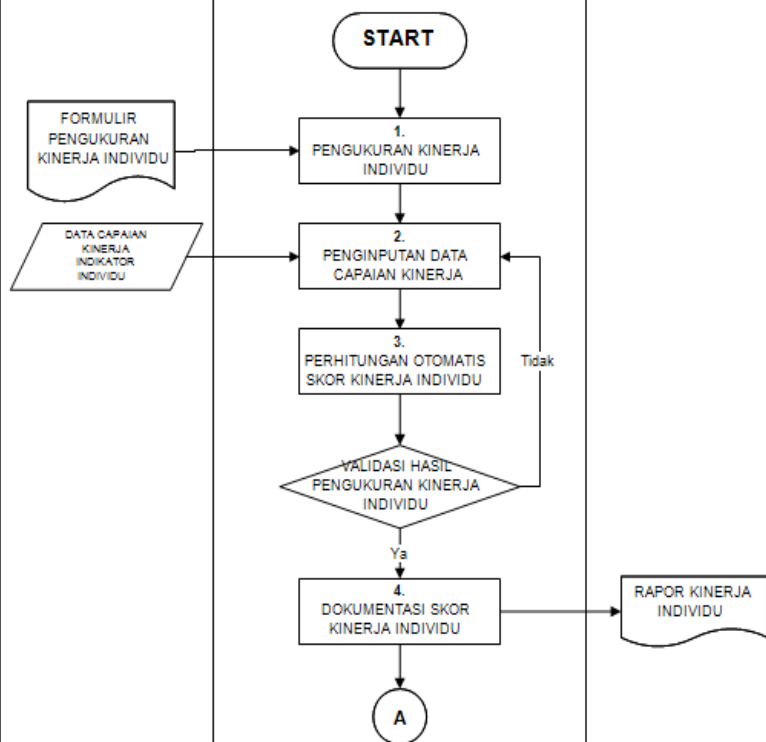 START
FORMULIR
PENGUKURAN
KINERJA INDIVIDU
1.
PENGUKURAN KINERJA
INDIVIDU
DATA CAPAIAN
KINERJA
INDIKATOR
INDIVIDU
2.
PENGINPUTAN DATA
CAPAIAN KINERJA
3.
PERHITUNGAN OTOMATIS
SKOR KINERJA INDIVIDU
Tidak
VALIDASI HASIL
PENGUKURAN KINERJA
INDIVIDU
Ya
4.
DOKUMENTASI SKOR
KINERJA INDIVIDU
RAPOR KINERJA
INDIVIDU
A